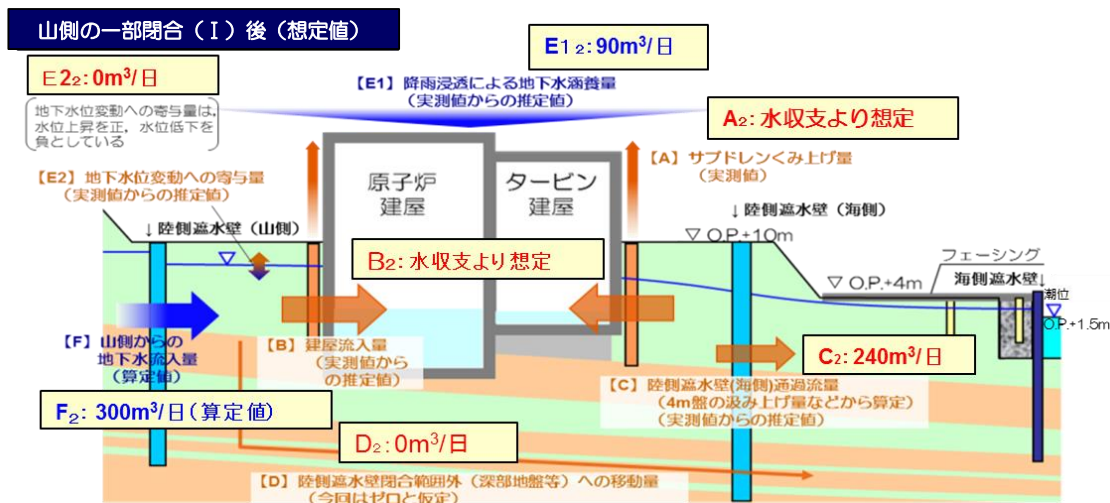 山側の一部閉合（Ⅰ）後（想定値）
E1₂: 90m³/日
E2₂: 0m³/日
【E1】降雨浸透による地下水涵養量
（実測値からの推定値）
地下水位変動への寄与量は，
水位上昇を正，水位低下を
負としている
A₂: 水収支より想定
【A】サブドレンくみ上げ量
（実測値）
【E2】地下水位変動への寄与量
（実測値からの推定値）
原子炉
建屋
タービン
建屋
↓陸側遮水壁（山側）
↓陸側遮水壁（海側）
▽O.P.+10m
B₂: 水収支より想定
フェーシング
海側遮水壁↓
▽O.P.+4m
潮位
O.P.+1.5m
【F】山側からの
地下水流入量
（算定値）
【B】建屋流入量
（実測値から
の推定値）
C₂: 240m³/日
【C】陸側遮水壁(海側)通過流量
（4m盤の汲み上げ量などから算定）
（実測値からの推定値）
F₂: 300m³/日（算定値）
D₂: 0m³/日
【D】陸側遮水壁閉合範囲外（深部地盤等）への移動量
（今回はゼロと仮定）